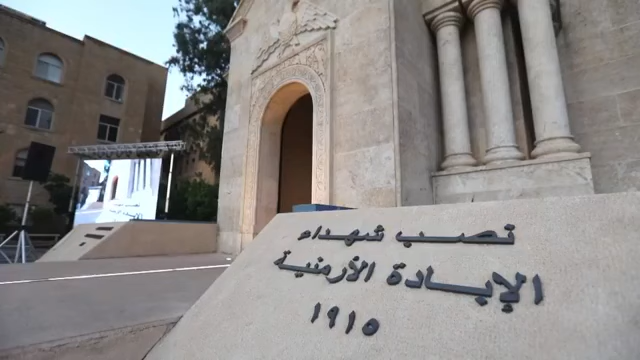 نصب شهداء
الإبادة الأرمنية
١٩١٥